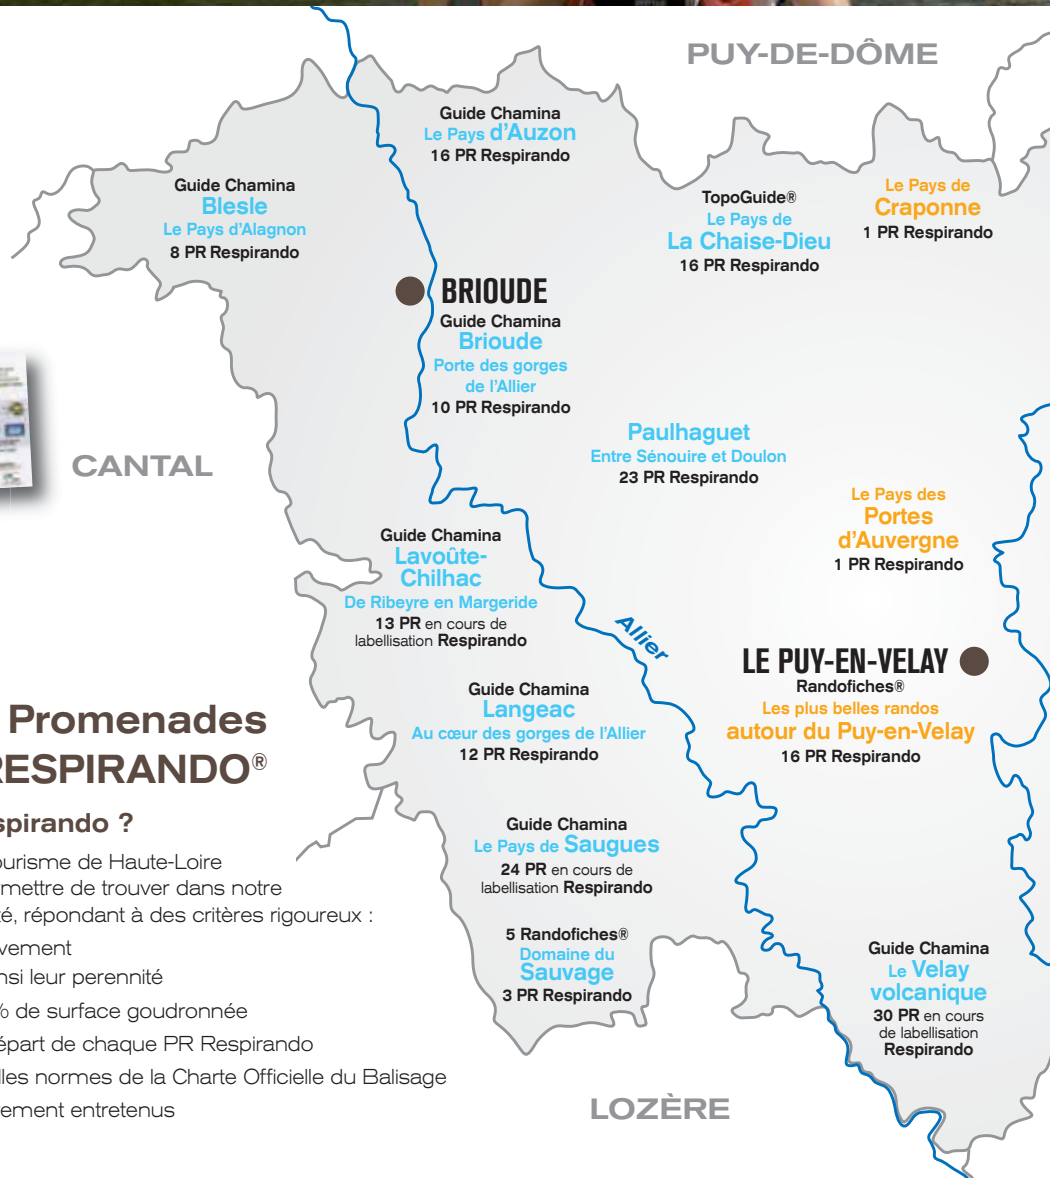 PUY-DE-DÔME
Guide Chamina
Le Pays d'Auzon
16 PR Respirando
Guide Chamina
Blesle
Le Pays d'Alagnon
8 PR Respirando
TopoGuide®
Le Pays de
La Chaise-Dieu
16 PR Respirando
Le Pays de
Craponne
1 PR Respirando
BRIOUDE
Guide Chamina
Brioude
Porte des gorges
de l'Allier
10 PR Respirando
CANTAL
Paulhaguet
Entre Sénouire et Doulon
23 PR Respirando
Le Pays des
Portes
d'Auvergne
1 PR Respirando
Guide Chamina
Lavoûte-
Chilhac
De Ribeyre en Margeride
13 PR en cours de
labellisation Respirando
Allier
LE PUY-EN-VELAY
Randofiches®
Les plus belles randos
autour du Puy-en-Velay
16 PR Respirando
Guide Chamina
Langeac
Au cœur des gorges de l'Allier
12 PR Respirando
Guide Chamina
Le Pays de Saugues
24 PR en cours de
labellisation Respirando
5 Randofiches®
Domaine du
Sauvage
3 PR Respirando
Guide Chamina
Le Velay
volcanique
30 PR en cours
de labellisation
Respirando
LOZÈRE
Promenades
RESPIRANDO®
spirando ?
ourisme de Haute-Loire
rmettre de trouver dans notre
té, répondant à des critères rigoureux :
vement
nsi leur perennité
% de surface goudronnée
épart de chaque PR Respirando
lles normes de la Charte Officielle du Balisage
rement entretenus